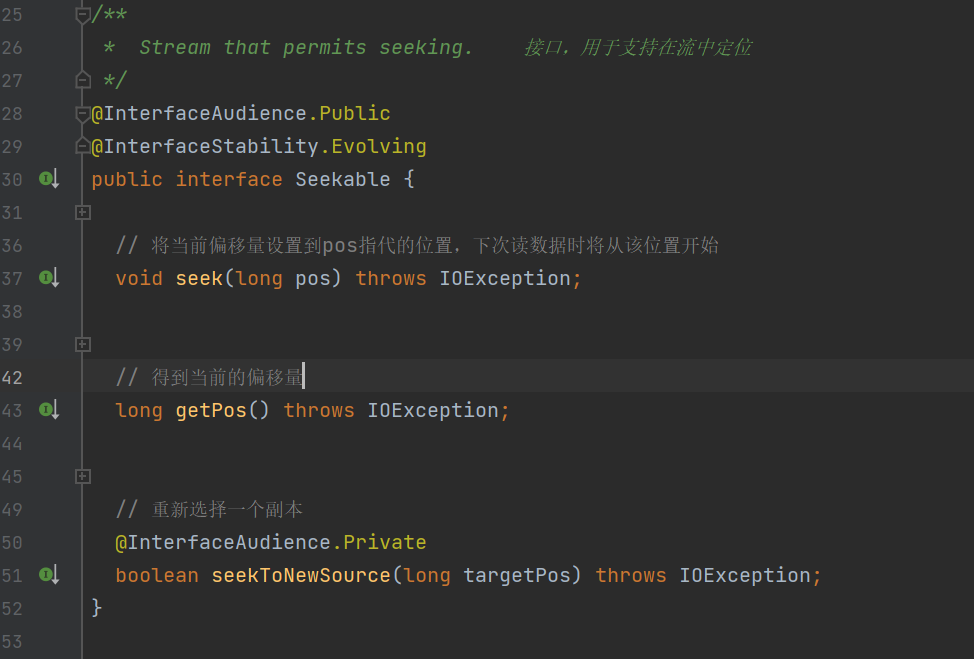 25 /**
26  *  Stream that permits seeking.    接口，用于支持在流中定位
27  */
28 @InterfaceAudience.Public
29 @InterfaceStability.Evolving
30 public interface Seekable {
31
36   // 将当前偏移量设置到pos指代的位置，下次读数据时将从该位置开始
37   void seek(long pos) throws IOException;
38
39
42   // 得到当前的偏移量
43   long getPos() throws IOException;
44
45
49   // 重新选择一个副本
50   @InterfaceAudience.Private
51   boolean seekToNewSource(long targetPos) throws IOException;
52 }
53